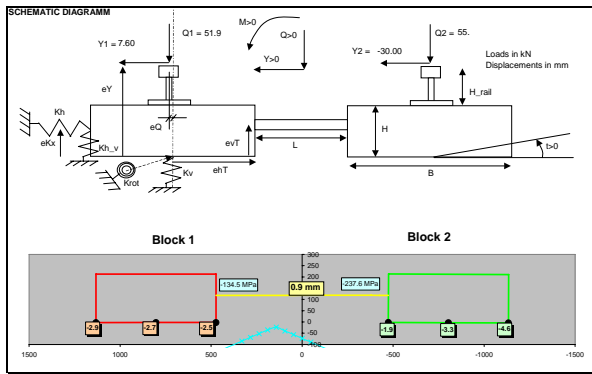 SCHEMATIC DIAGRAMM
M>0
Q1 = 51.9
Q>0
Q2 = 55.
Y1 = 7.60
Y>0
Y2 = -30.00
Loads in kN
Displacements in mm
eY
H_rail
Kh
eQ
evT
H
eKx
Kh_v
L
t>0
Kv
ehT
B
Krot
Block 1
Block 2
300
250
-134.5 MPa
0.9 mm
-237.6 MPa
200
150
100
50
0
-50
-100
-2.9
-2.7
-2.5
-1.9
-3.3
-4.6
1500
1000
500
0
-500
-1000
-1500